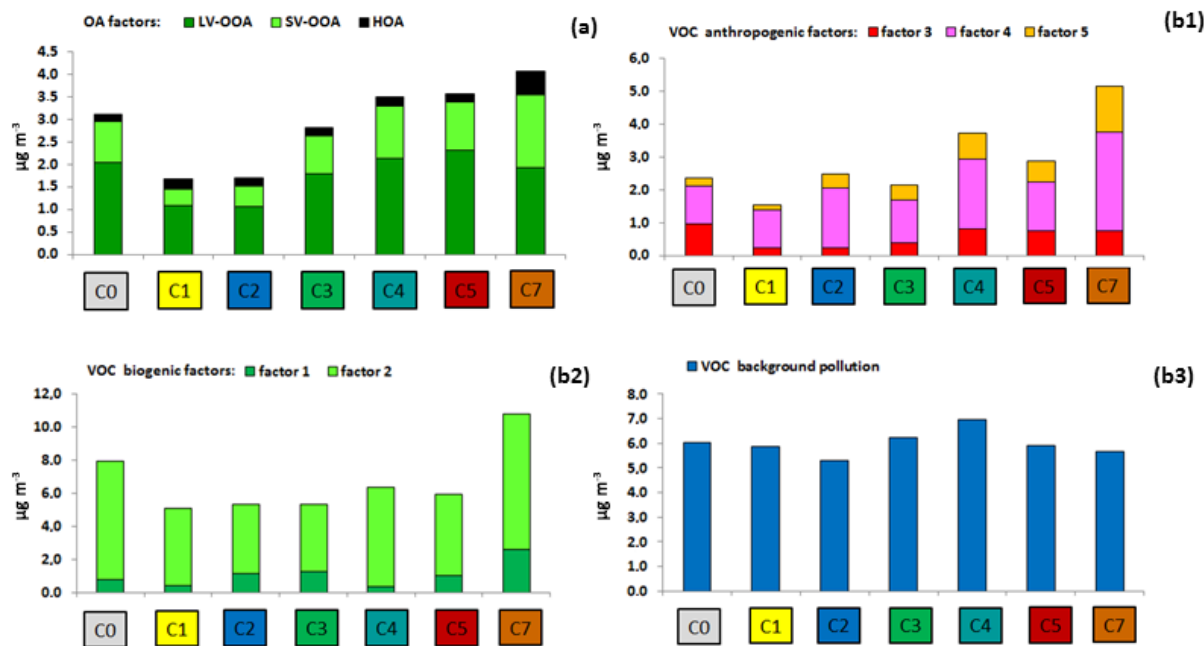 OA factors: LV-OOA SV-OOA HOA
(a)
µg m⁻³
4.5
4.0
3.5
3.0
2.5
2.0
1.5
1.0
0.5
0.0
C0 C1 C2 C3 C4 C5 C7
VOC anthropogenic factors: factor 3 factor 4 factor 5
(b1)
µg m⁻³
6,0
5,0
4,0
3,0
2,0
1,0
0,0
C0 C1 C2 C3 C4 C5 C7
VOC biogenic factors: factor 1 factor 2
(b2)
µg m⁻³
12.0
10.0
8.0
6.0
4.0
2.0
0.0
C0 C1 C2 C3 C4 C5 C7
VOC background pollution
(b3)
µg m⁻³
8.0
7.0
6.0
5.0
4.0
3.0
2.0
1.0
0.0
C0 C1 C2 C3 C4 C5 C7